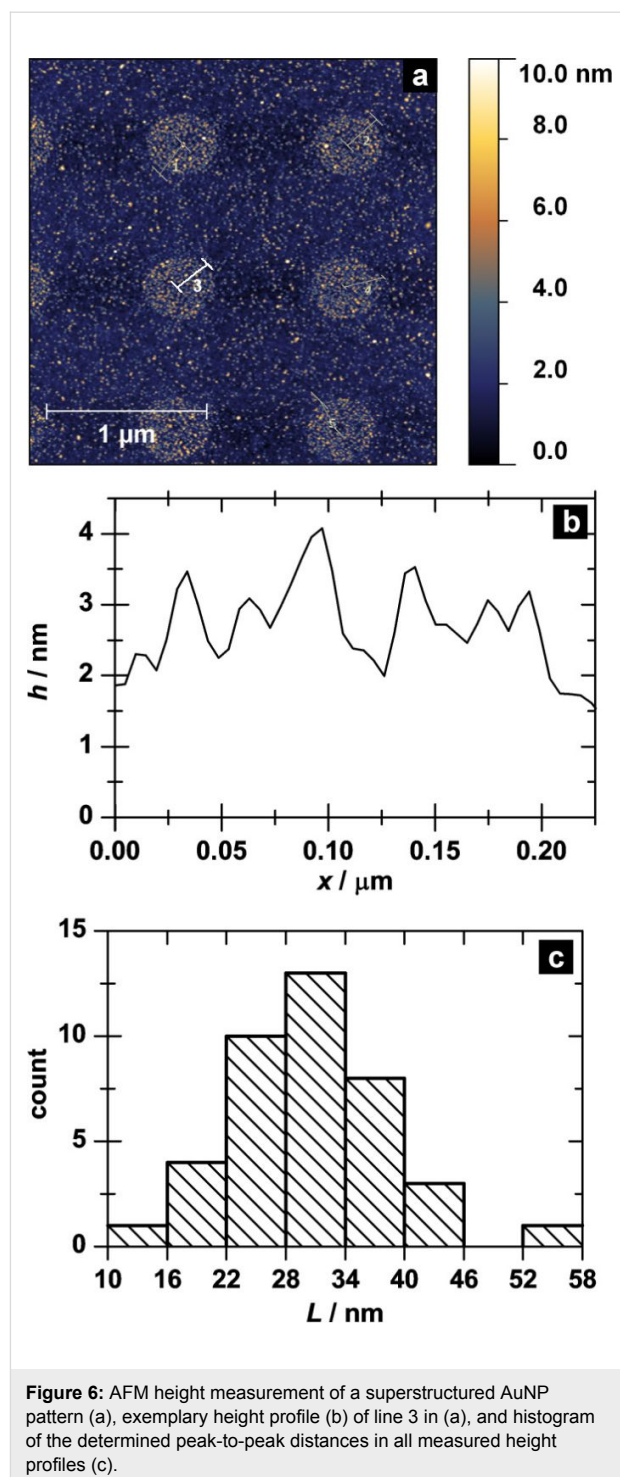 a
10.0 nm
8.0
6.0
4.0
2.0
0.0
1
2
3
4
5
1 µm
b
4
3
2
1
0
h / nm
0.00 0.05 0.10 0.15 0.20
x / µm
c
15
10
5
0
count
10 16 22 28 34 40 46 52 58
L / nm
Figure 6: AFM height measurement of a superstructured AuNP
pattern (a), exemplary height profile (b) of line 3 in (a), and histogram
of the determined peak-to-peak distances in all measured height
profiles (c).